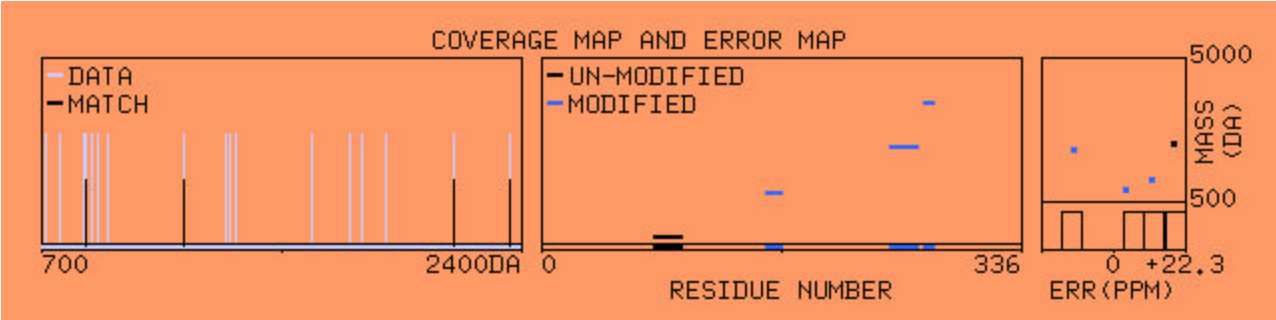 COVERAGE MAP AND ERROR MAP
DATA
MATCH
UN-MODIFIED
MODIFIED
5000
MASS
(DA)
500
700
2400DA
0
336
0
+22.3
RESIDUE NUMBER
ERR(PPM)